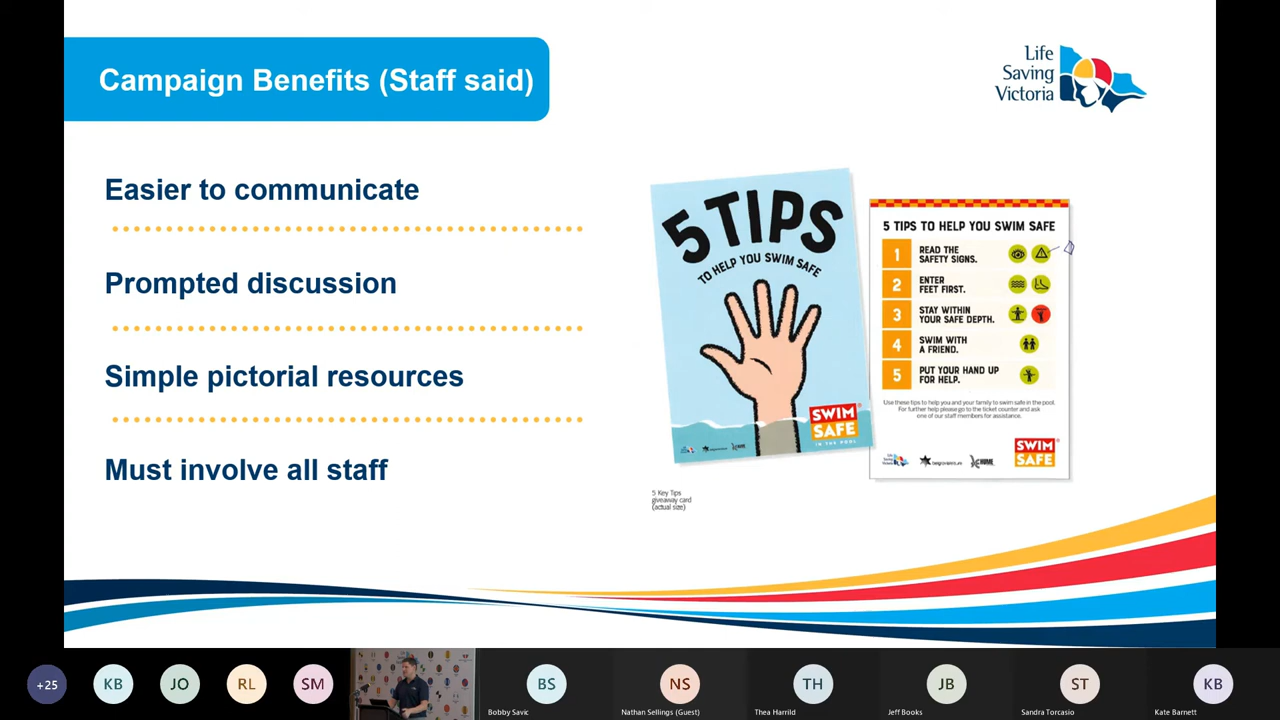 Campaign Benefits (Staff said)
Life
Saving
Victoria
Easier to communicate
Prompted discussion
Simple pictorial resources
Must involve all staff
5 TIPS
TO HELP YOU SWIM SAFE
SWIM
SAFE
IN THE POOL
5 Key Tips
giveaway card
(actual size)
5 TIPS TO HELP YOU SWIM SAFE
1 READ THE
SAFETY SIGNS.
2 ENTER
FEET FIRST.
3 STAY WITHIN
YOUR SAFE DEPTH.
4 SWIM WITH
A FRIEND.
5 PUT YOUR HAND UP
FOR HELP.
Use these tips to help you and your family to swim safe in the pool.
For further help please go to the ticket counter and ask
one of our staff members for assistance.
SWIM
SAFE
+25
KB
JO
RL
SM
BS
Bobby Savic
NS
Nathan Sellings (Guest)
TH
Thea Harrild
JB
Jeff Books
ST
Sandra Torcasio
KB
Kate Barnett